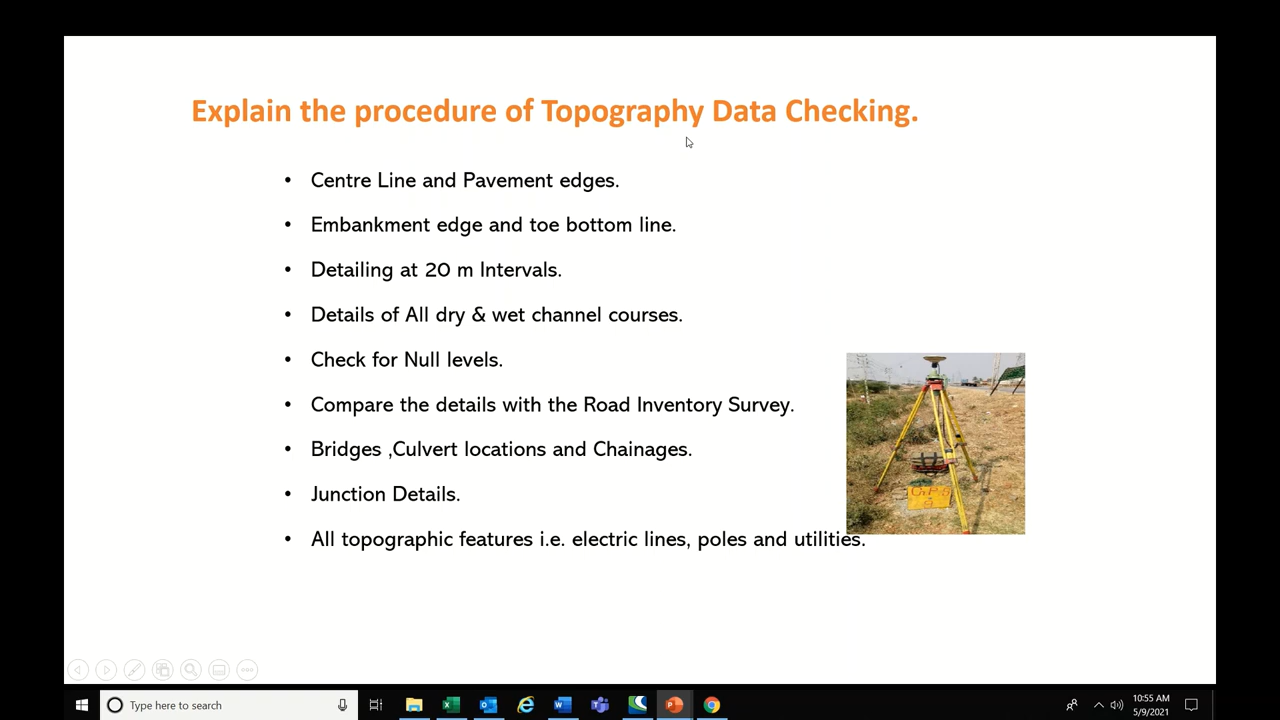 Explain the procedure of Topography Data Checking.
• Centre Line and Pavement edges.
• Embankment edge and toe bottom line.
• Detailing at 20 m Intervals.
• Details of All dry & wet channel courses.
• Check for Null levels.
• Compare the details with the Road Inventory Survey.
• Bridges ,Culvert locations and Chainages.
• Junction Details.
• All topographic features i.e. electric lines, poles and utilities.
Type here to search
10:55 AM
5/9/2021